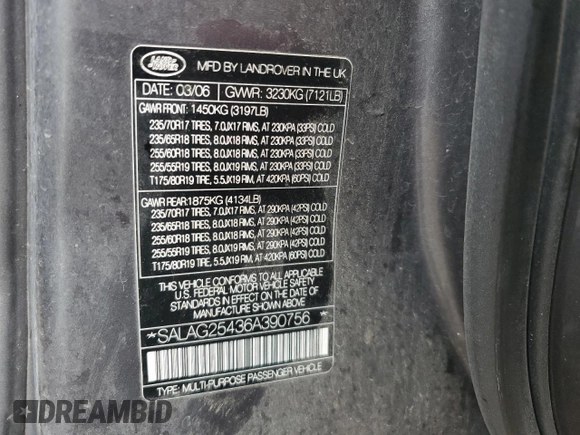 LAND ROVER
MFD BY LANDROVER IN THE UK
DATE: 03/06 GVWR: 3230KG (7121LB)
GAWR FRONT: 1450KG (3197LB)
235/70R17 TIRES, 7.0JX17 RIMS, AT 230KPA (33PSI) COLD
235/65R18 TIRES, 8.0JX18 RIMS, AT 230KPA (33PSI) COLD
255/60R18 TIRES, 8.0JX18 RIMS, AT 230KPA (33PSI) COLD
255/55R19 TIRES, 8.0JX19 RIMS, AT 230KPA (33PSI) COLD
T175/80R19 TIRE, 5.5JX19 RIM, AT 420KPA (60PSI) COLD
GAWR REAR: 1875KG (4134LB)
235/70R17 TIRES, 7.0JX17 RIMS, AT 290KPA (42PSI) COLD
235/65R18 TIRES, 8.0JX18 RIMS, AT 290KPA (42PSI) COLD
255/60R18 TIRES, 8.0JX18 RIMS, AT 290KPA (42PSI) COLD
255/55R19 TIRES, 8.0JX19 RIMS, AT 290KPA (42PSI) COLD
T175/80R19 TIRE, 5.5JX19 RIM, AT 420KPA (60PSI) COLD
THIS VEHICLE CONFORMS TO ALL APPLICABLE
U.S. FEDERAL MOTOR VEHICLE SAFETY
STANDARDS IN EFFECT ON THE DATE OF
MANUFACTURE SHOWN ABOVE
*SALAG25436A390756*
TYPE: MULTI-PURPOSE PASSENGER VEHICLE
DREAMBID